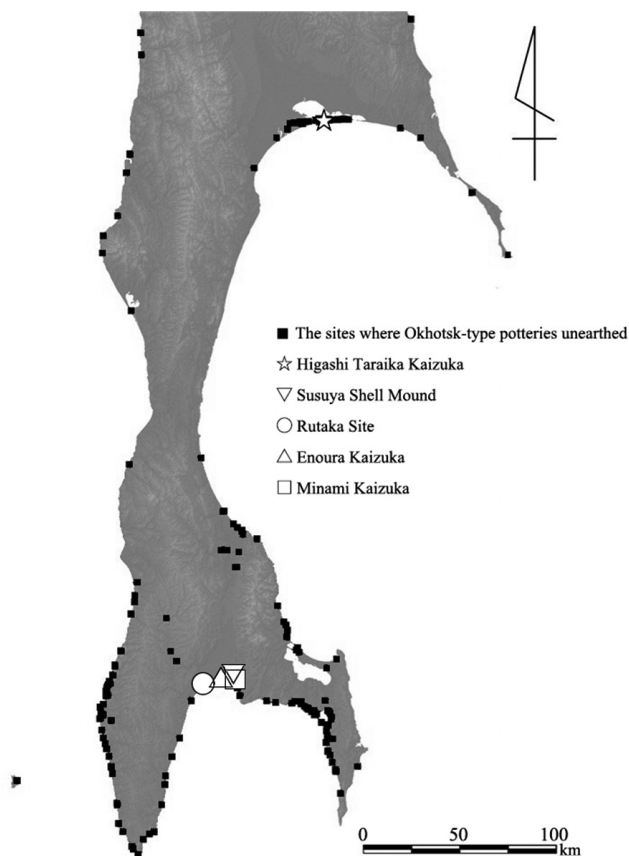 The sites where Okhotsk-type potteries unearthed
Higashi Taraika Kaizuka
Susuya Shell Mound
Rutaka Site
Enoura Kaizuka
Minami Kaizuka
0 50 100
km